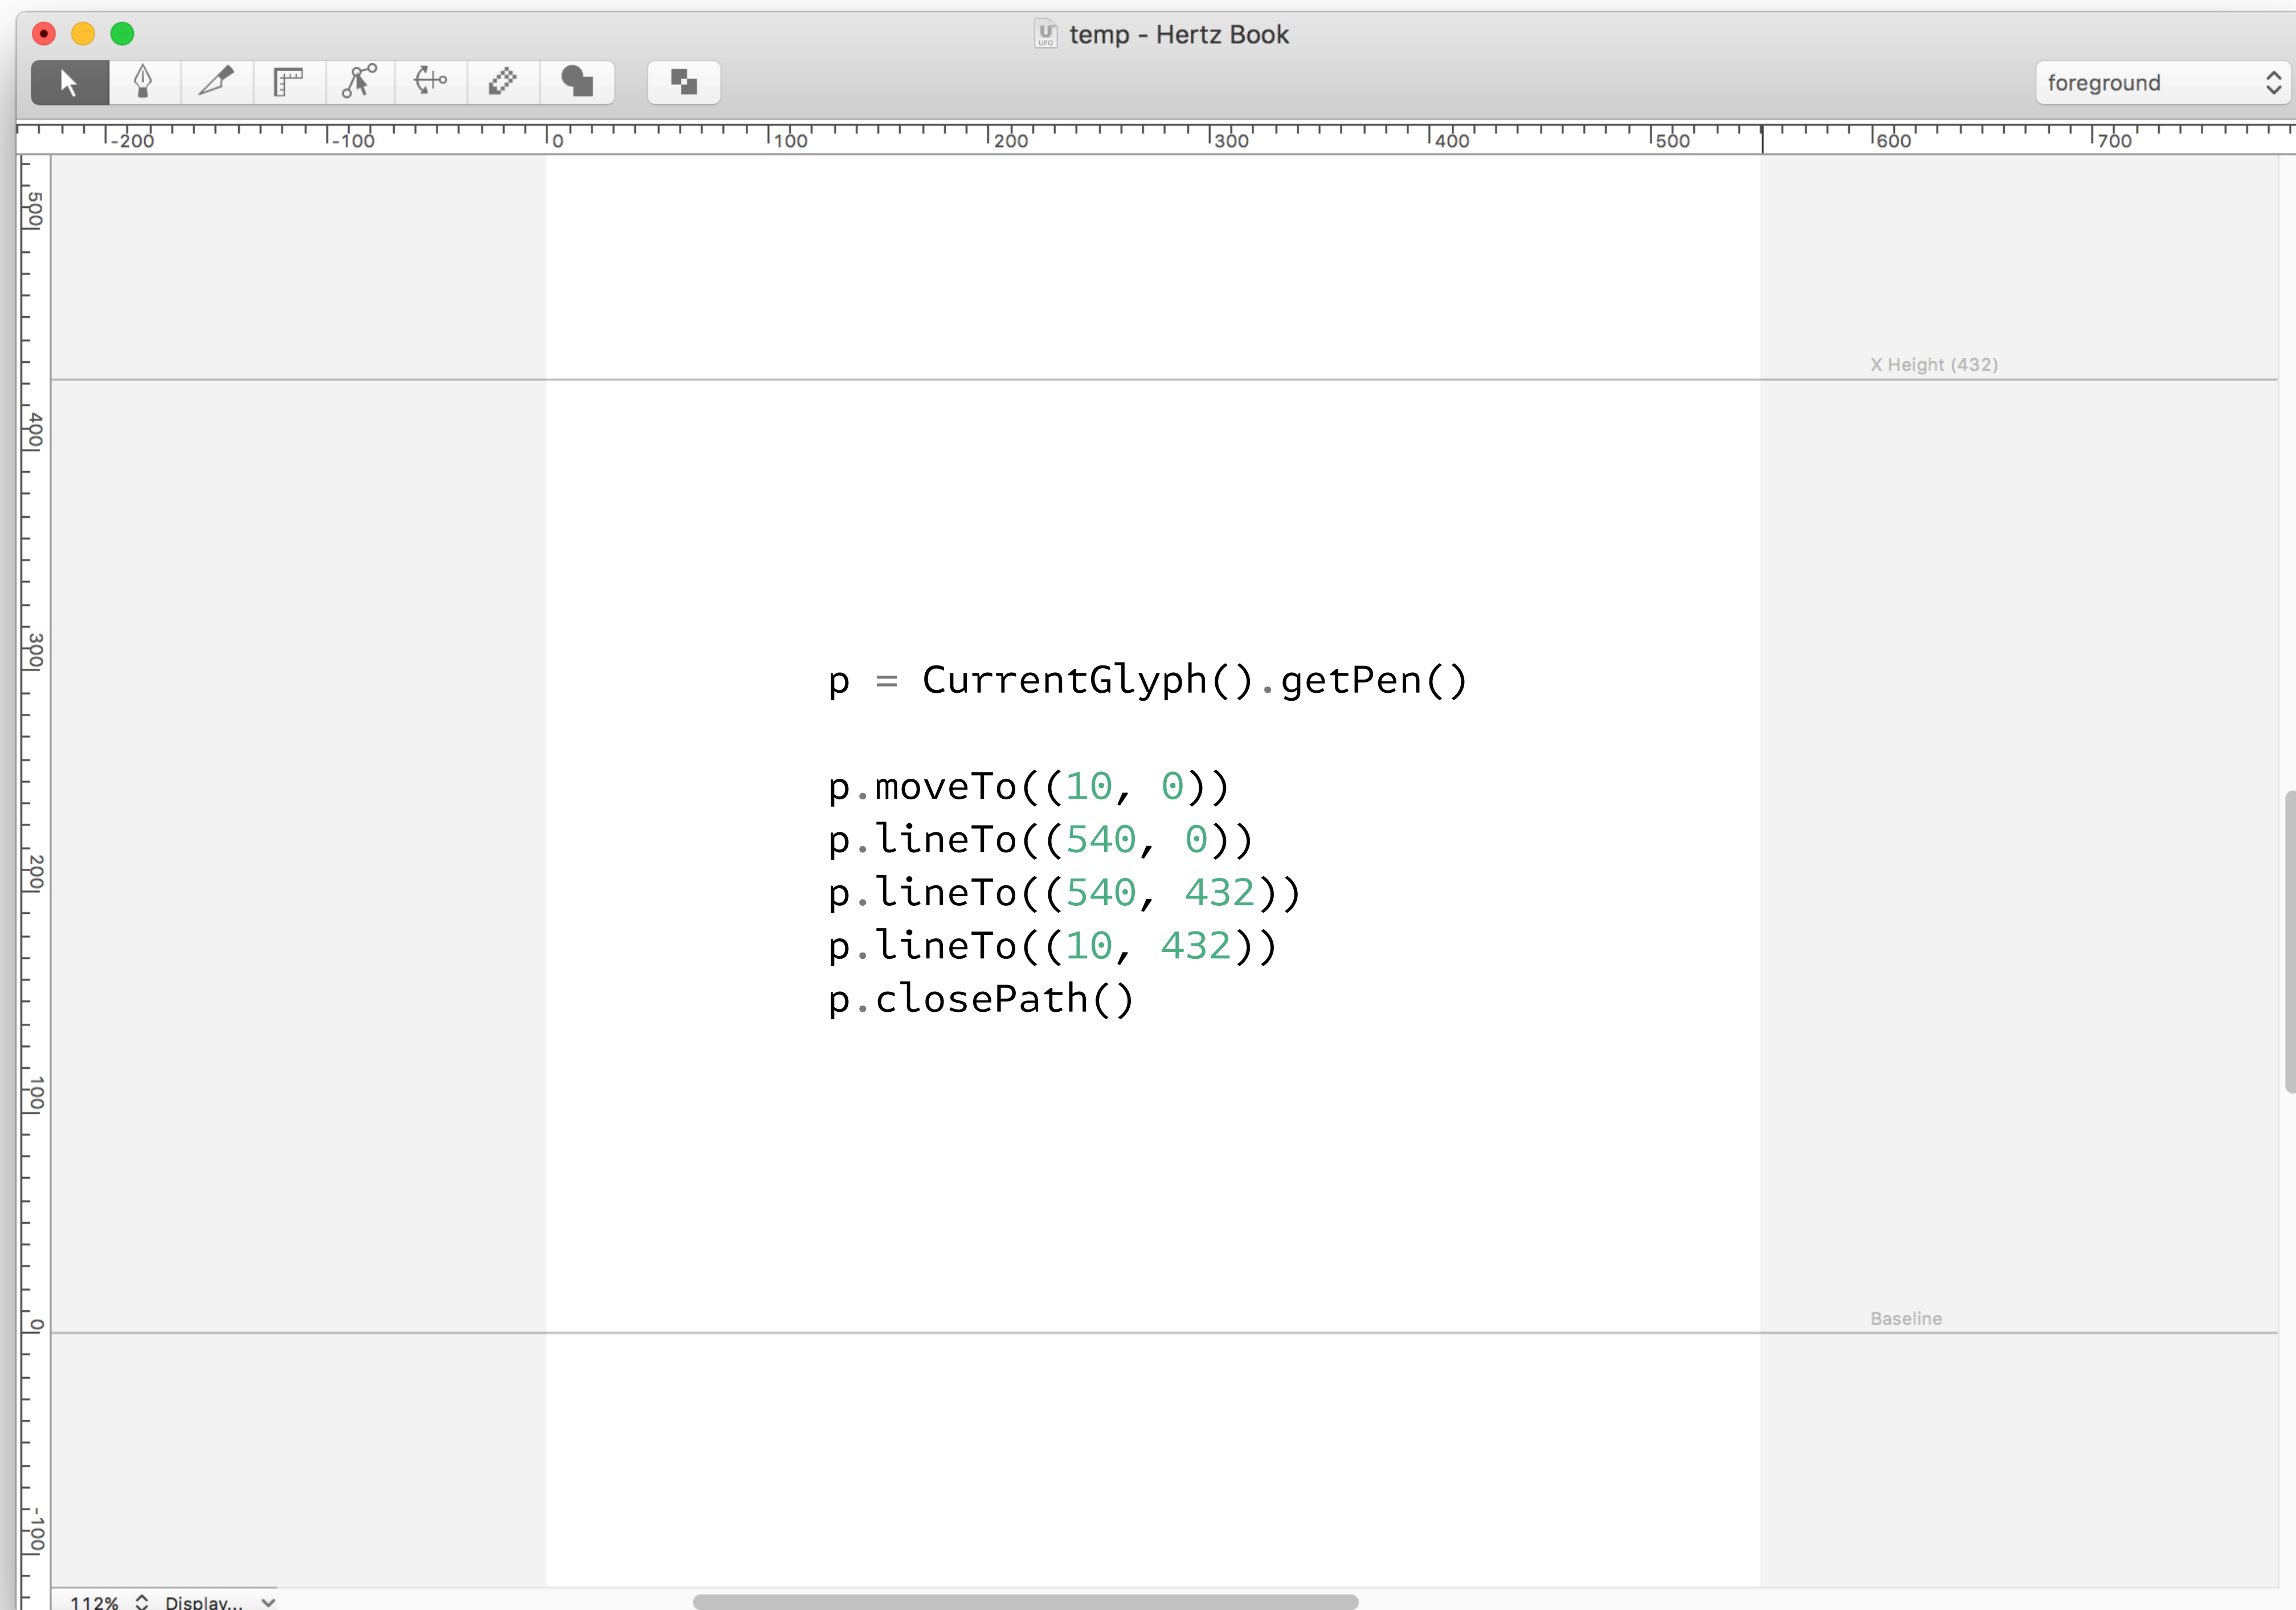 temp - Hertz Book
foreground
-200 -100 0 100 200 300 400 500 600 700
500
400
300
200
100
0
-100
X Height (432)
p = CurrentGlyph().getPen()
p.moveTo((10, 0))
p.lineTo((540, 0))
p.lineTo((540, 432))
p.lineTo((10, 432))
p.closePath()
Baseline
112% Display...